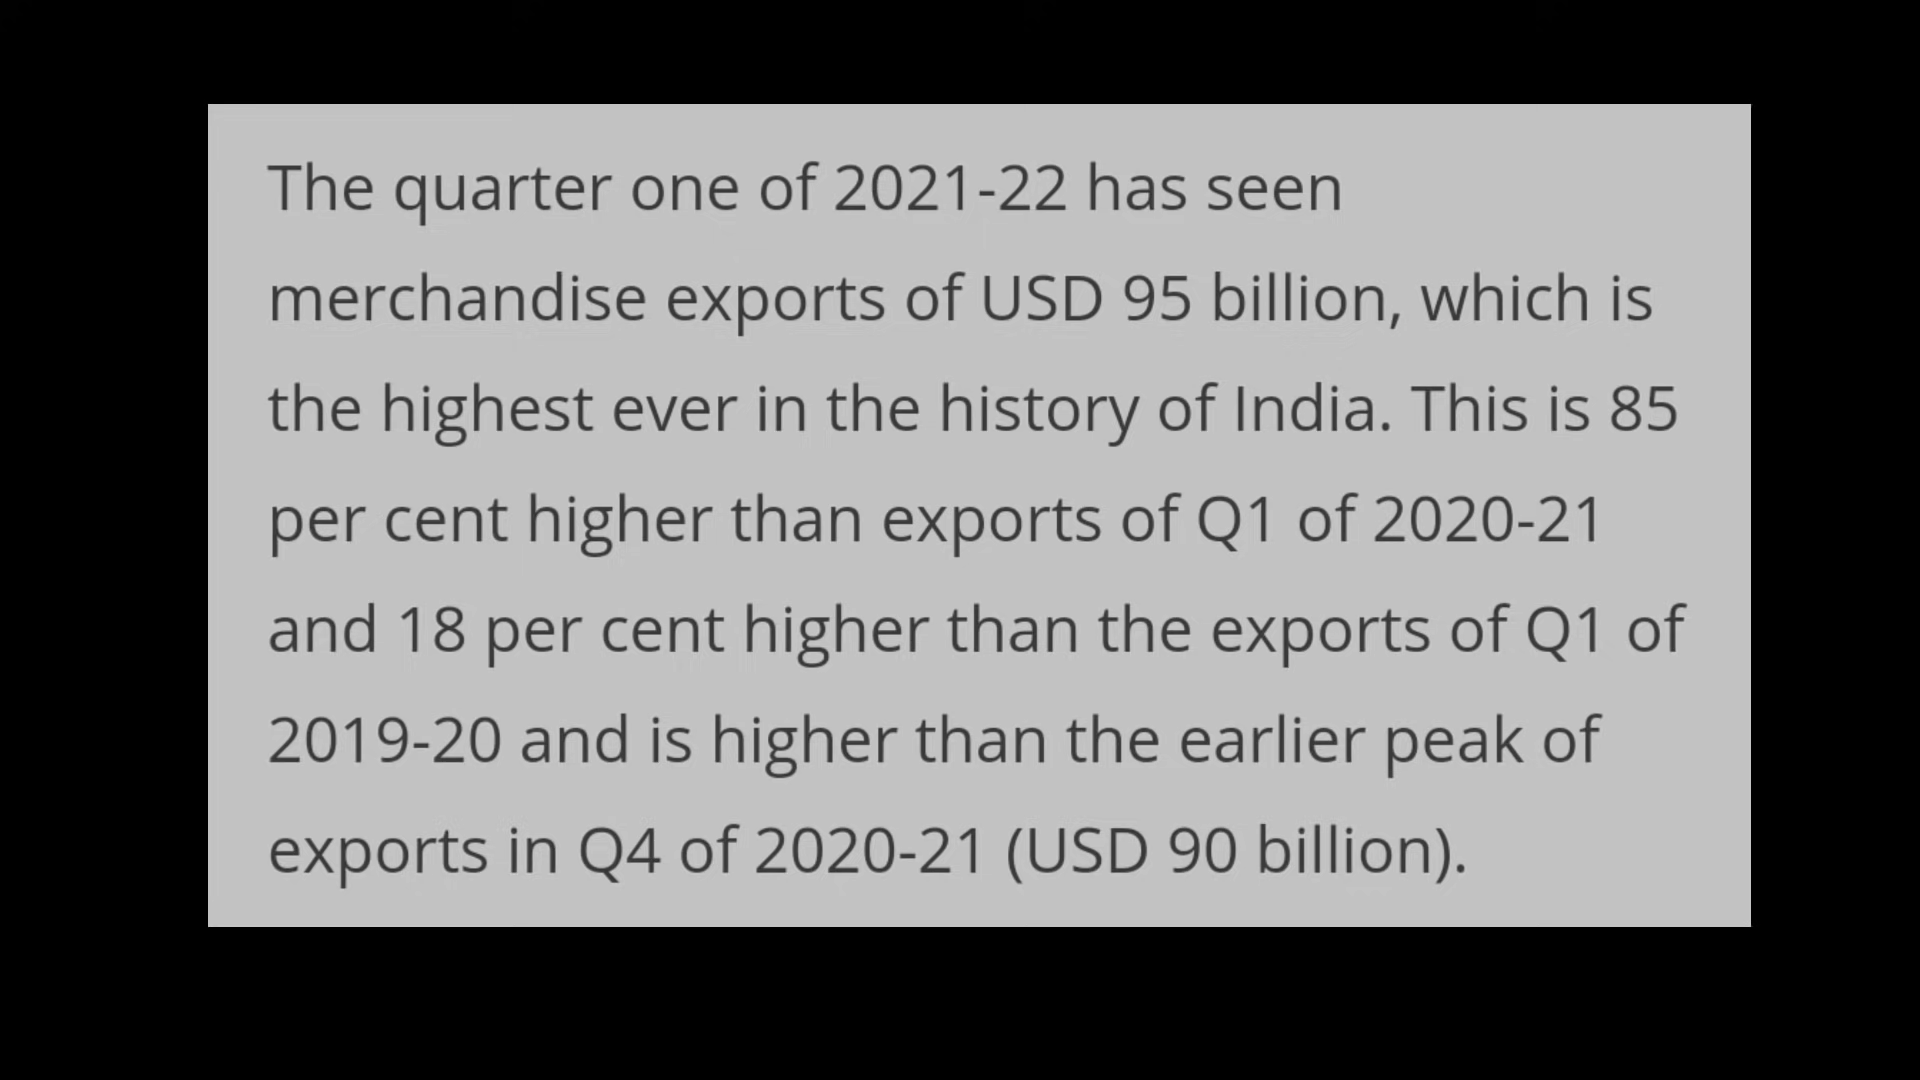 The quarter one of 2021-22 has seen
merchandise exports of USD 95 billion, which is
the highest ever in the history of India. This is 85
per cent higher than exports of Q1 of 2020-21
and 18 per cent higher than the exports of Q1 of
2019-20 and is higher than the earlier peak of
exports in Q4 of 2020-21 (USD 90 billion).